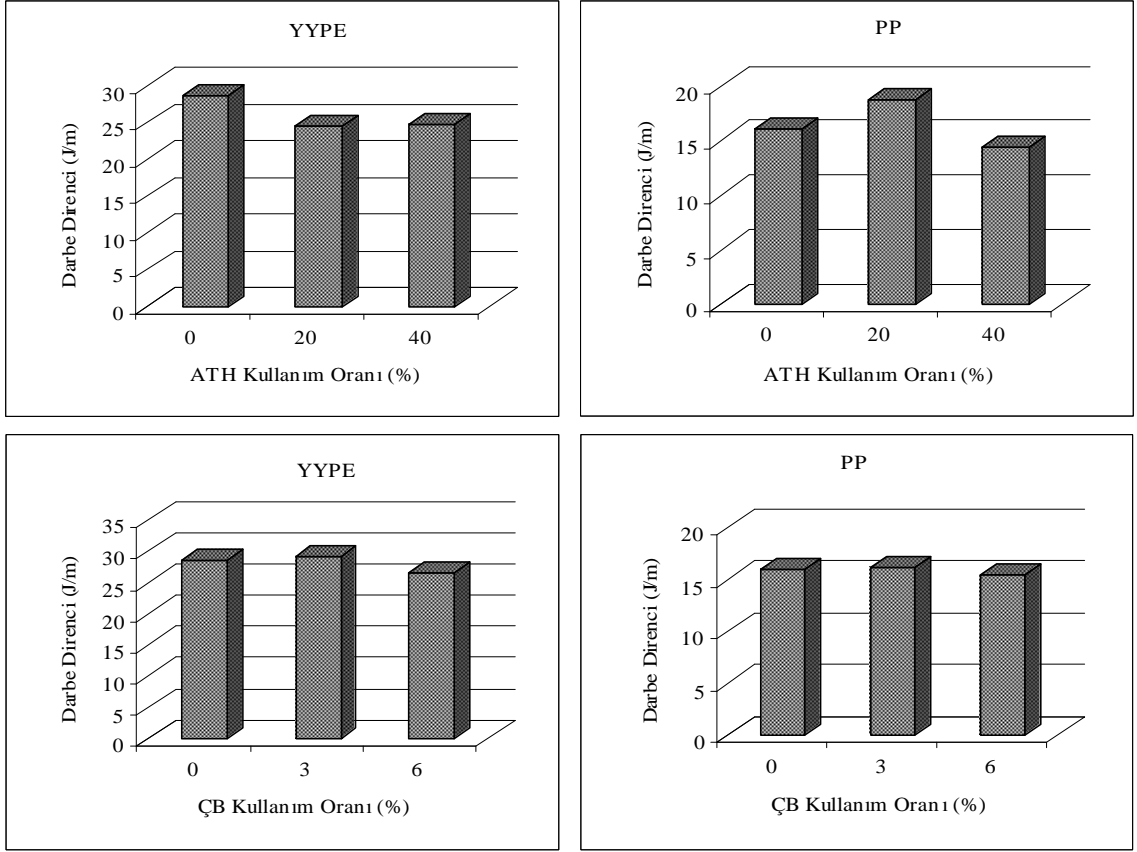 YYPE
Darbe Direnci (J/m)
30
25
20
15
10
5
0
0 20 40
ATH Kullanım Oranı (%)
PP
Darbe Direnci (J/m)
20
15
10
5
0
0 20 40
ATH Kullanım Oranı (%)
YYPE
Darbe Direnci (J/m)
35
30
25
20
15
10
5
0
0 3 6
ÇB Kullanım Oranı (%)
PP
Darbe Direnci (J/m)
20
15
10
5
0
0 3 6
ÇB Kullanım Oranı (%)